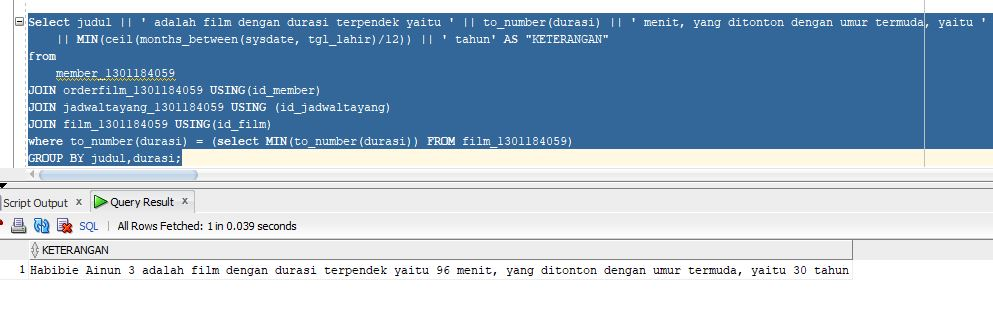 Select judul || ' adalah film dengan durasi terpendek yaitu ' || to_number(durasi) || ' menit, yang ditonton dengan umur termuda, yaitu '
|| MIN(ceil(months_between(sysdate, tgl_lahir)/12)) || ' tahun' AS "KETERANGAN"
from
member_1301184059
JOIN orderfilm_1301184059 USING(id_member)
JOIN jadwaltayang_1301184059 USING (id_jadwaltayang)
JOIN film_1301184059 USING(id_film)
where to_number(durasi) = (select MIN(to_number(durasi)) FROM film_1301184059)
GROUP BY judul,durasi;
Script Output x Query Result x
SQL | All Rows Fetched: 1 in 0.039 seconds
KETERANGAN
1 Habibie Ainun 3 adalah film dengan durasi terpendek yaitu 96 menit, yang ditonton dengan umur termuda, yaitu 30 tahun